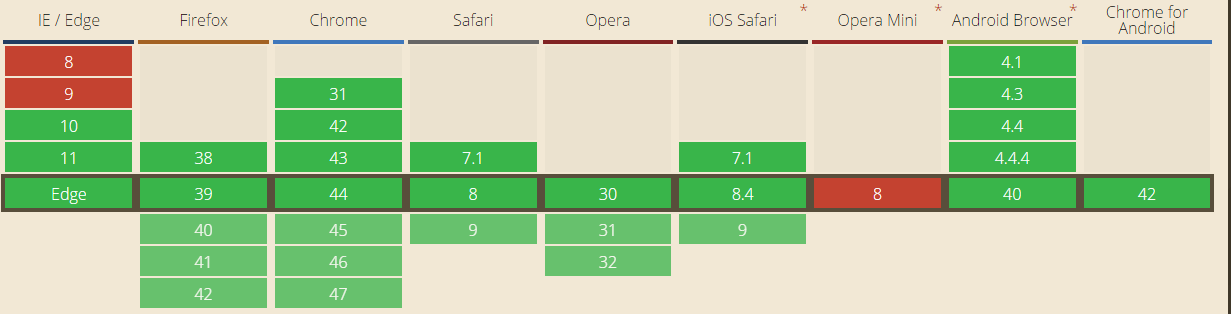 IE / Edge Firefox Chrome Safari Opera iOS Safari * Opera Mini * Android Browser * Chrome for Android
8 4.1
9 31 4.3
10 42 4.4
11 38 43 7.1 7.1 4.4.4
Edge 39 44 8 30 8.4 8 40 42
40 45 9 31 9
41 46 32
42 47